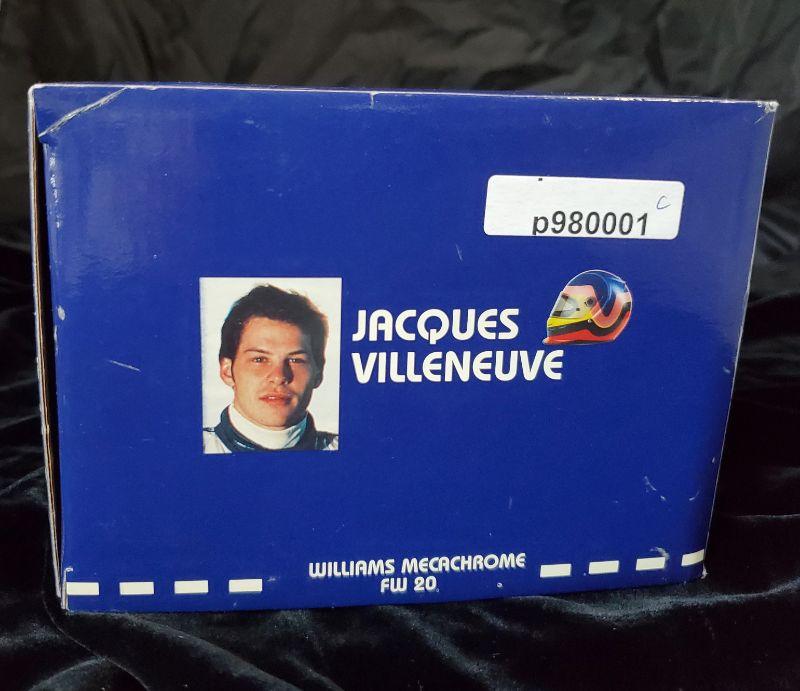 C
p980001
JACQUES
VILLENEUVE
WILLIAMS MECACHROME
FW 20